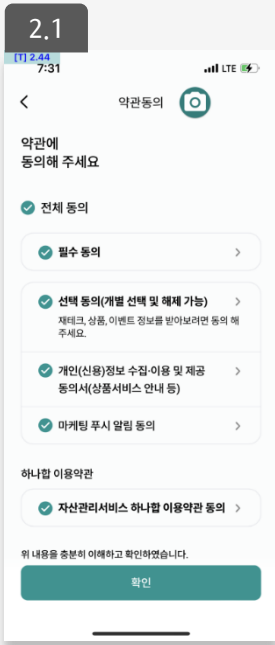 2.1
[T] 2.44
7:31
LTE
약관동의
약관에
동의해 주세요
전체 동의
필수 동의
선택 동의(개별 선택 및 해제 가능)
재테크, 상품, 이벤트 정보를 받아보려면 동의 해
주세요.
개인(신용)정보 수집·이용 및 제공
동의서(상품서비스 안내 등)
마케팅 푸시 알림 동의
하나합 이용약관
자산관리서비스 하나합 이용약관 동의
위 내용을 충분히 이해하고 확인하였습니다.
확인